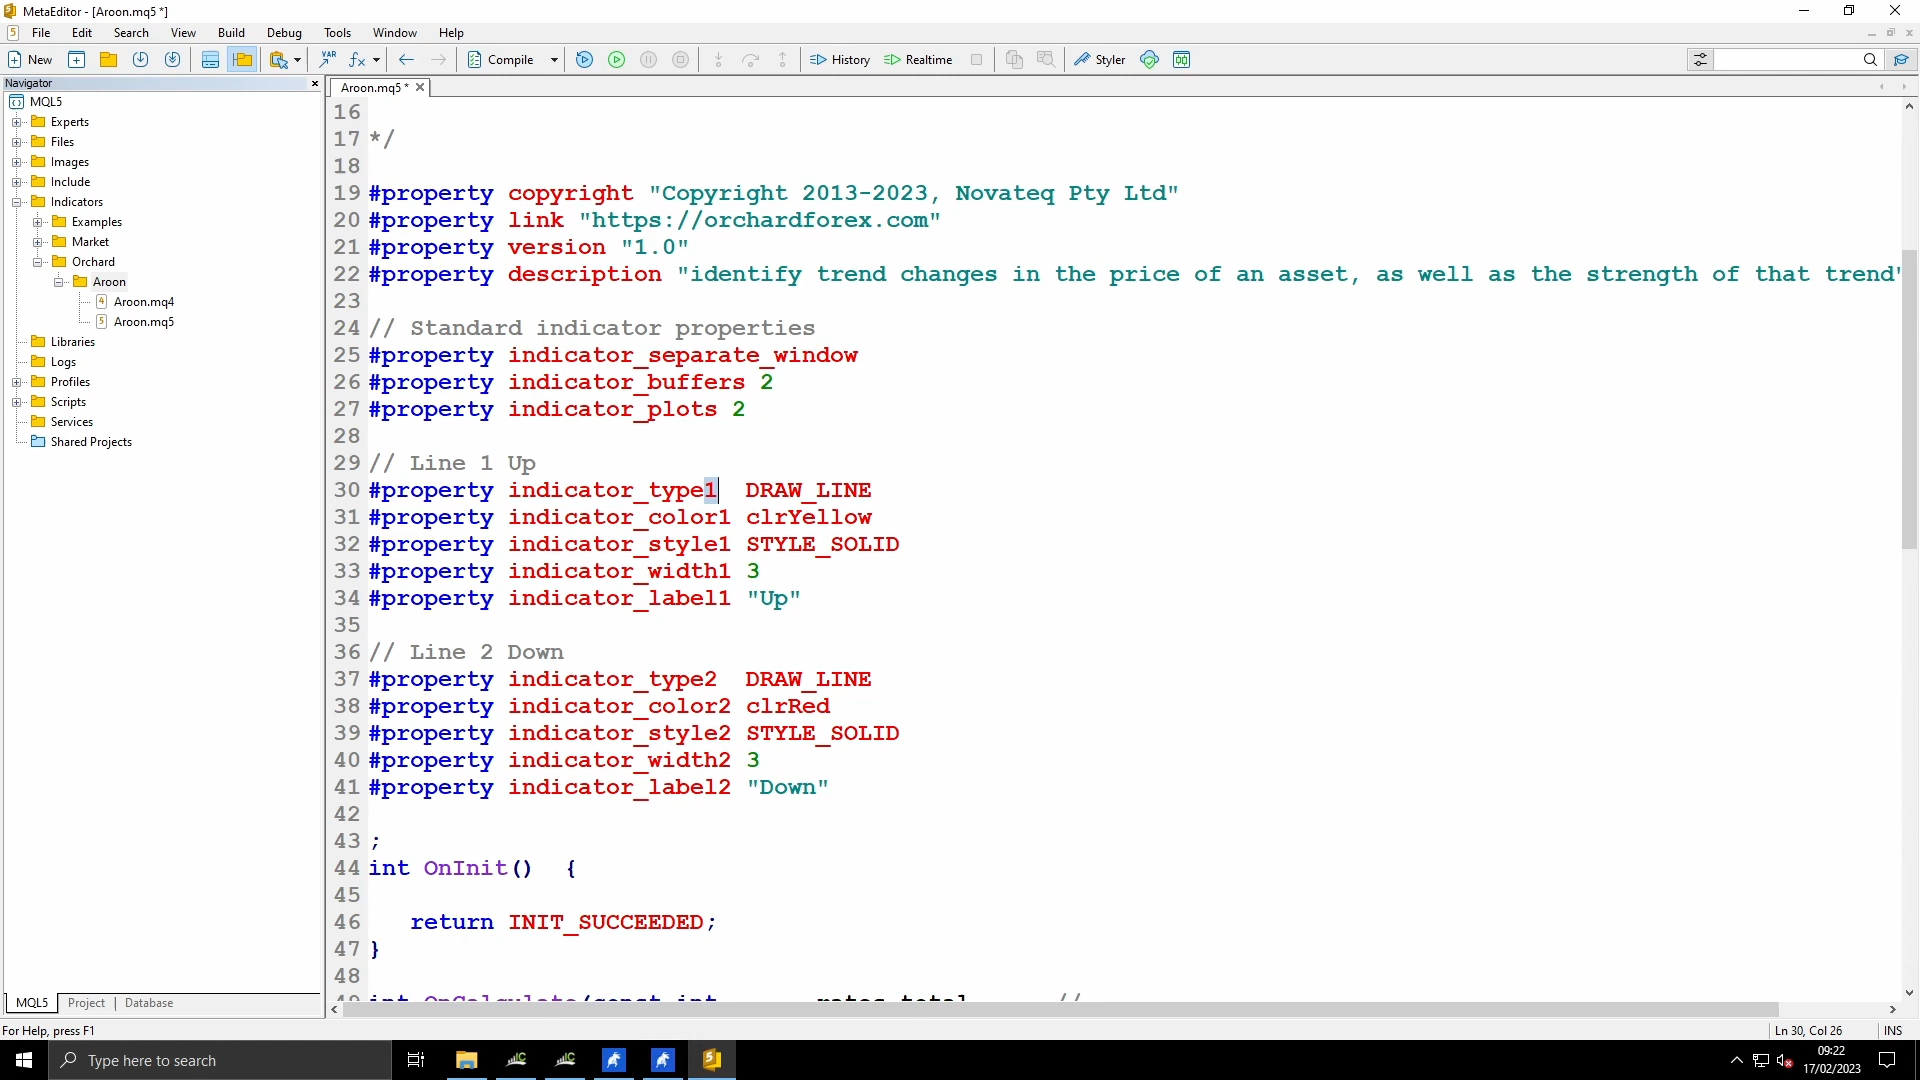 MetaEditor - [Aroon.mq5 *]
File Edit Search View Build Debug Tools Window Help
New VAR Compile History Realtime Styler
Navigator
Aroon.mq5 *
MQL5
Experts
Files
Images
Include
Indicators
Examples
Market
Orchard
Aroon
Aroon.mq4
Aroon.mq5
Libraries
Logs
Profiles
Scripts
Services
Shared Projects
16
17 */
18
19 #property copyright "Copyright 2013-2023, Novateq Pty Ltd"
20 #property link "https://orchardforex.com"
21 #property version "1.0"
22 #property description "identify trend changes in the price of an asset, as well as the strength of that trend"
23
24 // Standard indicator properties
25 #property indicator_separate_window
26 #property indicator_buffers 2
27 #property indicator_plots 2
28
29 // Line 1 Up
30 #property indicator_type1 DRAW_LINE
31 #property indicator_color1 clrYellow
32 #property indicator_style1 STYLE_SOLID
33 #property indicator_width1 3
34 #property indicator_label1 "Up"
35
36 // Line 2 Down
37 #property indicator_type2 DRAW_LINE
38 #property indicator_color2 clrRed
39 #property indicator_style2 STYLE_SOLID
40 #property indicator_width2 3
41 #property indicator_label2 "Down"
42
43 ;
44 int OnInit() {
45
46 return INIT_SUCCEEDED;
47 }
48
49 int OnCalculate(const int rates_total, //
MQL5 Project Database
For Help, press F1
Ln 30, Col 26 INS
Type here to search
09:22
17/02/2023